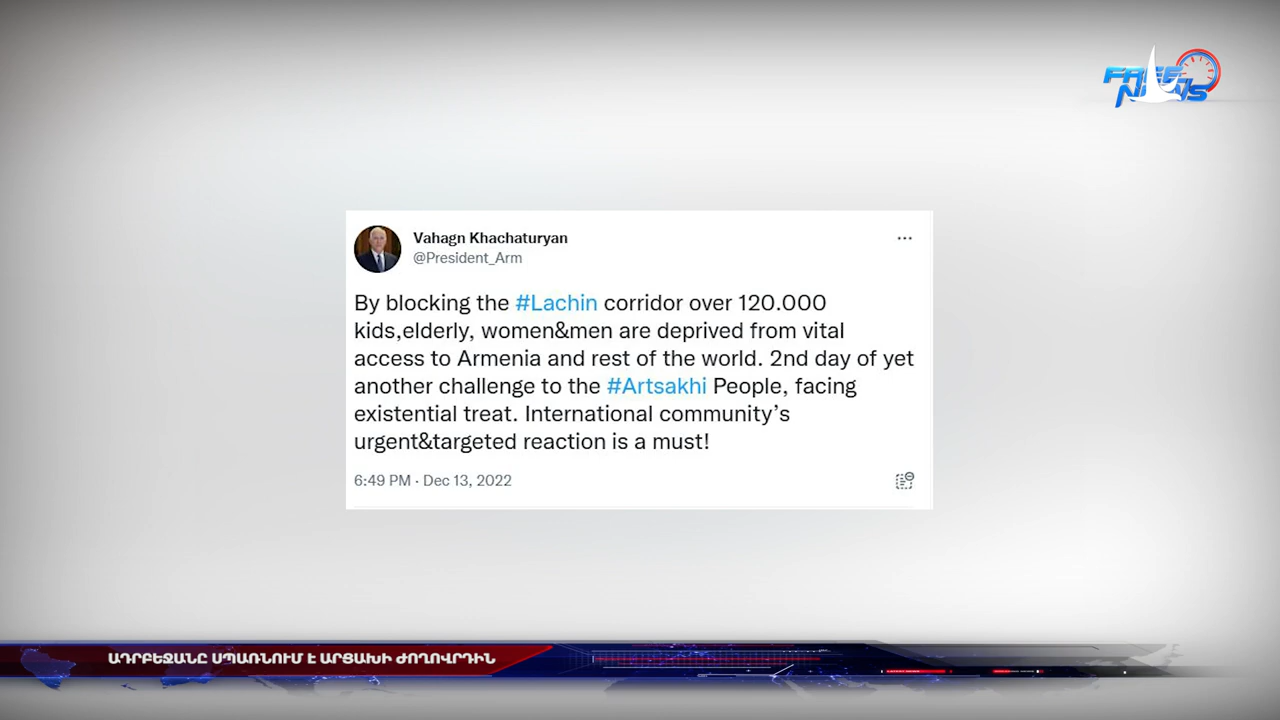 FREE
NEWS
Vahagn Khachaturyan
@President_Arm
By blocking the #Lachin corridor over 120.000
kids,elderly, women&men are deprived from vital
access to Armenia and rest of the world. 2nd day of yet
another challenge to the #Artsakhi People, facing
existential treat. International community’s
urgent&targeted reaction is a must!
6:49 PM · Dec 13, 2022
ԱԴՐԲԵՋԱՆԸ ՍՊԱՌՆՈՒՄ Է ԱՐՑԱԽԻ ԺՈՂՈՎՐԴԻՆ